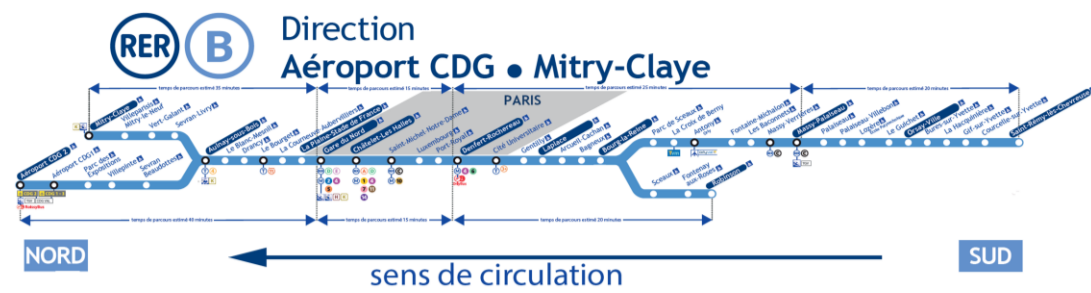 RER B
Direction
Aéroport CDG • Mitry-Claye
temps de parcours estimé 35 minutes
temps de parcours estimé 15 minutes
temps de parcours estimé 25 minutes
temps de parcours estimé 20 minutes
PARIS
Mitry-Claye
Villeparisis
Mitry-le-Neuf
Vert-Galant
Sevran-Livry
Aéroport CDG 2
Aéroport CDG1
Parc des
Expositions
Villepinte
Sevran
Beaudottes
Aulnay-sous-Bois
Le Blanc-Mesnil
Drancy
Le Bourget
La Courneuve-Aubervilliers
La Plaine-Stade de France
Gare du Nord
Châtelet-Les Halles
Saint-Michel Notre-Dame
Luxembourg
Port Royal
Denfert-Rochereau
Cité Universitaire
Gentilly
Laplace
Arcueil-Cachan
Bagneux
Bourg-la-Reine
Parc de Sceaux
La Croix de Berny
Antony
Fontaine-Michalon
Les Baconnets
Massy-Verrières
Massy-Palaiseau
Palaiseau
Palaiseau Villebon
Lozère
Le Guichet
Orsay-Ville
Bures-sur-Yvette
La Hacquinière
Gif-sur-Yvette
Courcelle-sur-Yvette
Saint-Rémy-lès-Chevreuse
Sceaux
Fontenay
aux-Roses
Robinson
temps de parcours estimé 45 minutes
temps de parcours estimé 15 minutes
temps de parcours estimé 20 minutes
NORD
SUD
sens de circulation